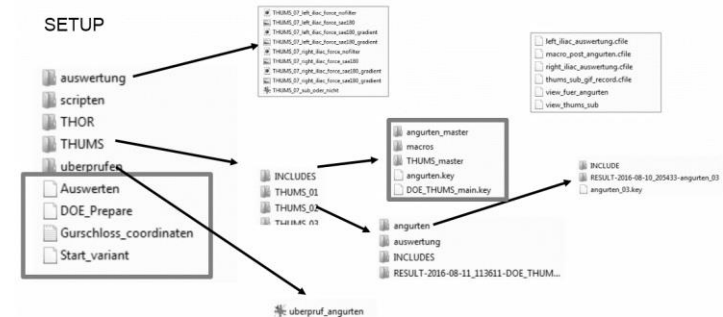 SETUP
auswertung
scripten
THOR
THUMS
uberprufen
Auswerten
DOE_Prepare
Gurschloss_coordinaten
Start_variant
THUMS_07_left_iliac_force_nofilter
THUMS_07_left_iliac_force_sae180
THUMS_07_left_iliac_force_sae180_gradient
THUMS_07_left_iliac_force_sae180_gradient
THUMS_07_right_iliac_force_nofilter
THUMS_07_right_iliac_force_sae180
THUMS_07_right_iliac_force_sae180_gradient
THUMS_07_right_iliac_force_sae180_gradient
THUMS_07_sub_oder_nicht
left_iliac_auswertung.cfile
macro_post_angurten.cfile
right_iliac_auswertung.cfile
thums_sub_gif_record.cfile
view_fuer_angurten
view_thums_sub
INCLUDES
THUMS_01
THUMS_02
THUMS_03
angurten_master
macros
THUMS_master
angurten.key
DOE_THUMS_main.key
angurten
auswertung
INCLUDES
RESULT-2016-08-11_113611-DOE_THUM...
INCLUDE
RESULT-2016-08-10_205433-angurten_03
angurten_03.key
uberpruf_angurten